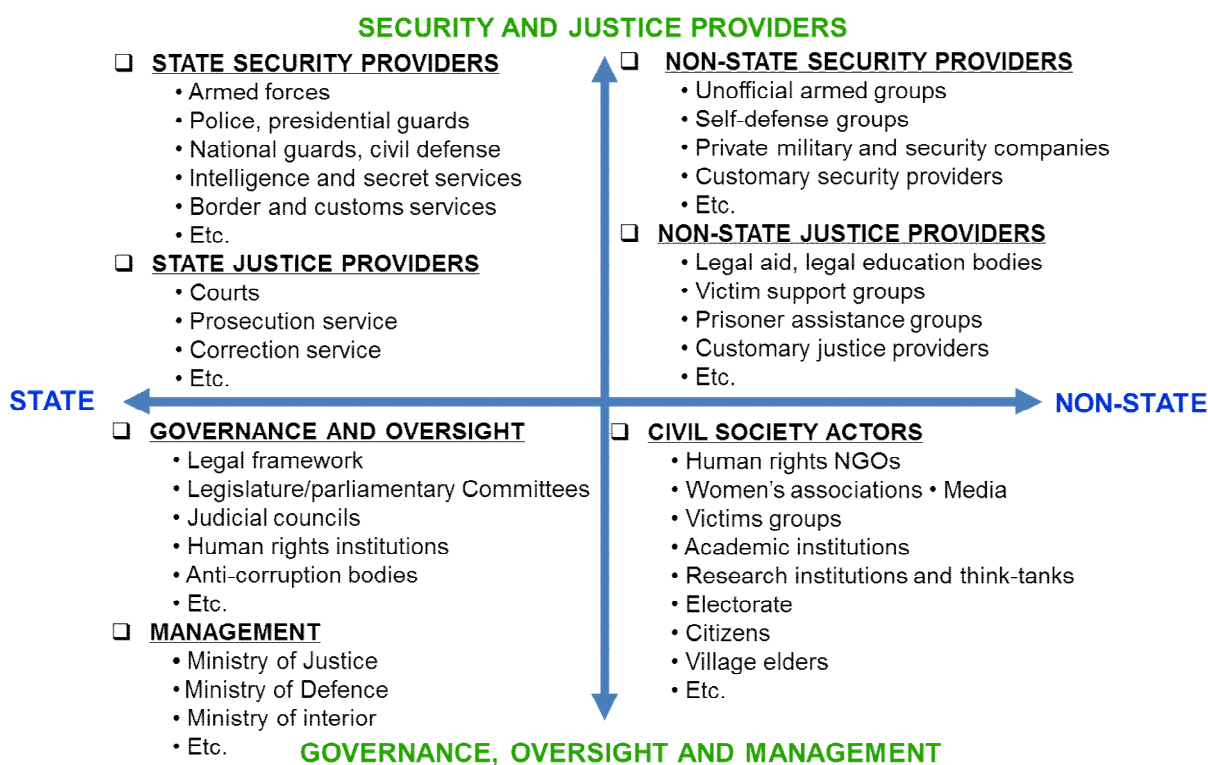 SECURITY AND JUSTICE PROVIDERS
❑ STATE SECURITY PROVIDERS
• Armed forces
• Police, presidential guards
• National guards, civil defense
• Intelligence and secret services
• Border and customs services
• Etc.
❑ STATE JUSTICE PROVIDERS
• Courts
• Prosecution service
• Correction service
• Etc.
❑ NON-STATE SECURITY PROVIDERS
• Unofficial armed groups
• Self-defense groups
• Private military and security companies
• Customary security providers
• Etc.
❑ NON-STATE JUSTICE PROVIDERS
• Legal aid, legal education bodies
• Victim support groups
• Prisoner assistance groups
• Customary justice providers
• Etc.
STATE
NON-STATE
❑ GOVERNANCE AND OVERSIGHT
• Legal framework
• Legislature/parliamentary Committees
• Judicial councils
• Human rights institutions
• Anti-corruption bodies
• Etc.
❑ MANAGEMENT
• Ministry of Justice
• Ministry of Defence
• Ministry of interior
• Etc.
❑ CIVIL SOCIETY ACTORS
• Human rights NGOs
• Women's associations • Media
• Victims groups
• Academic institutions
• Research institutions and think-tanks
• Electorate
• Citizens
• Village elders
• Etc.
GOVERNANCE, OVERSIGHT AND MANAGEMENT